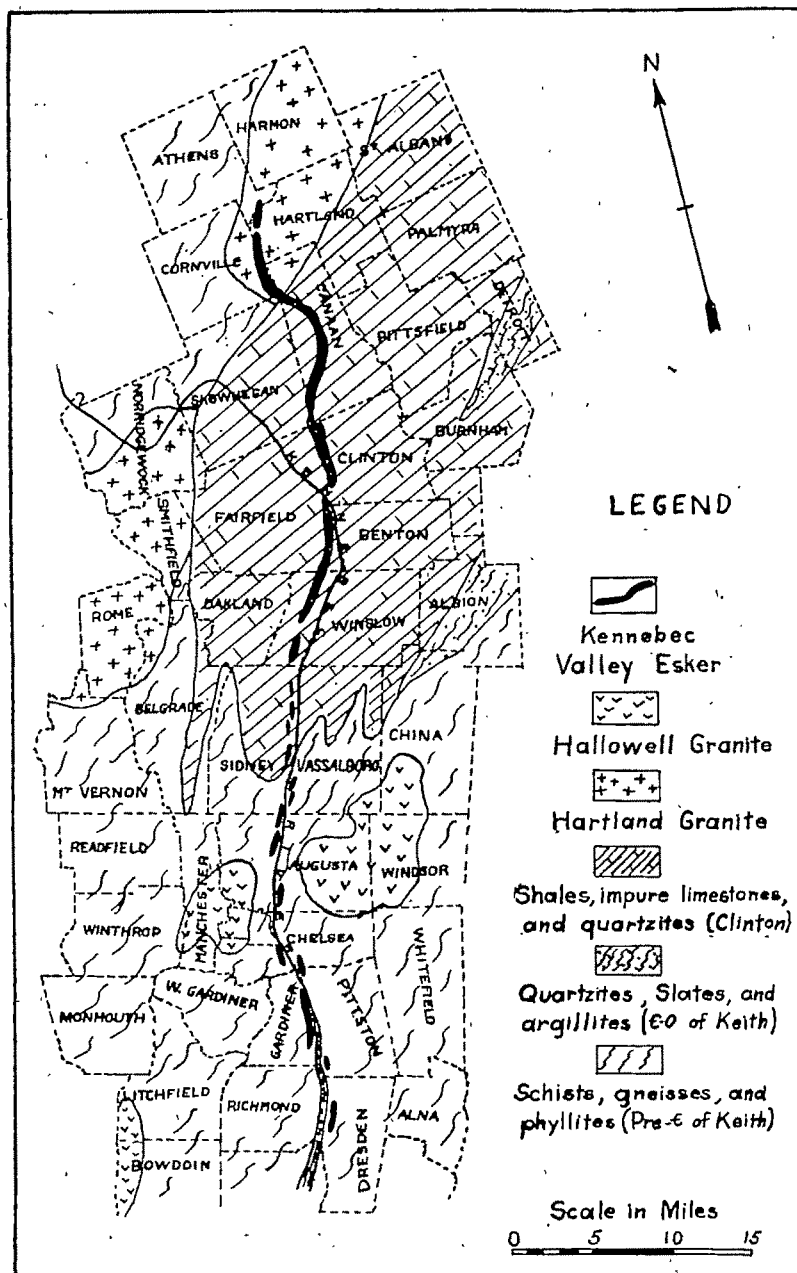 N
HARMON
ATHENS
ST ALBANS
HARTLAND
PALMYRA
CORNVILLE
CANAAN
DETROIT
PITTSFIELD
SKOWHEGAN
NORRIDGEWOCK
?
BURNHAM
CLINTON
SMITHFIELD
FAIRFIELD
BENTON
ROME
OAKLAND
WINSLOW
ALBION
BELGRADE
SIDNEY
VASSALBORO
CHINA
MT VERNON
READFIELD
MANCHESTER
AUGUSTA
WINDSOR
WINTHROP
CHELSEA
WHITEFIELD
W. GARDINER
GARDINER
PITTSTON
MONMOUTH
LITCHFIELD
RICHMOND
DRESDEN
ALNA
BOWDOIN
LEGEND
Kennebec
Valley Esker
Hallowell Granite
Hartland Granite
Shales, impure limestones,
and quartzites (Clinton)
Quartzites, Slates, and
argillites (Є-O of Keith)
Schists, gneisses, and
phyllites (Pre-Є of Keith)
Scale in Miles
0 5 10 15